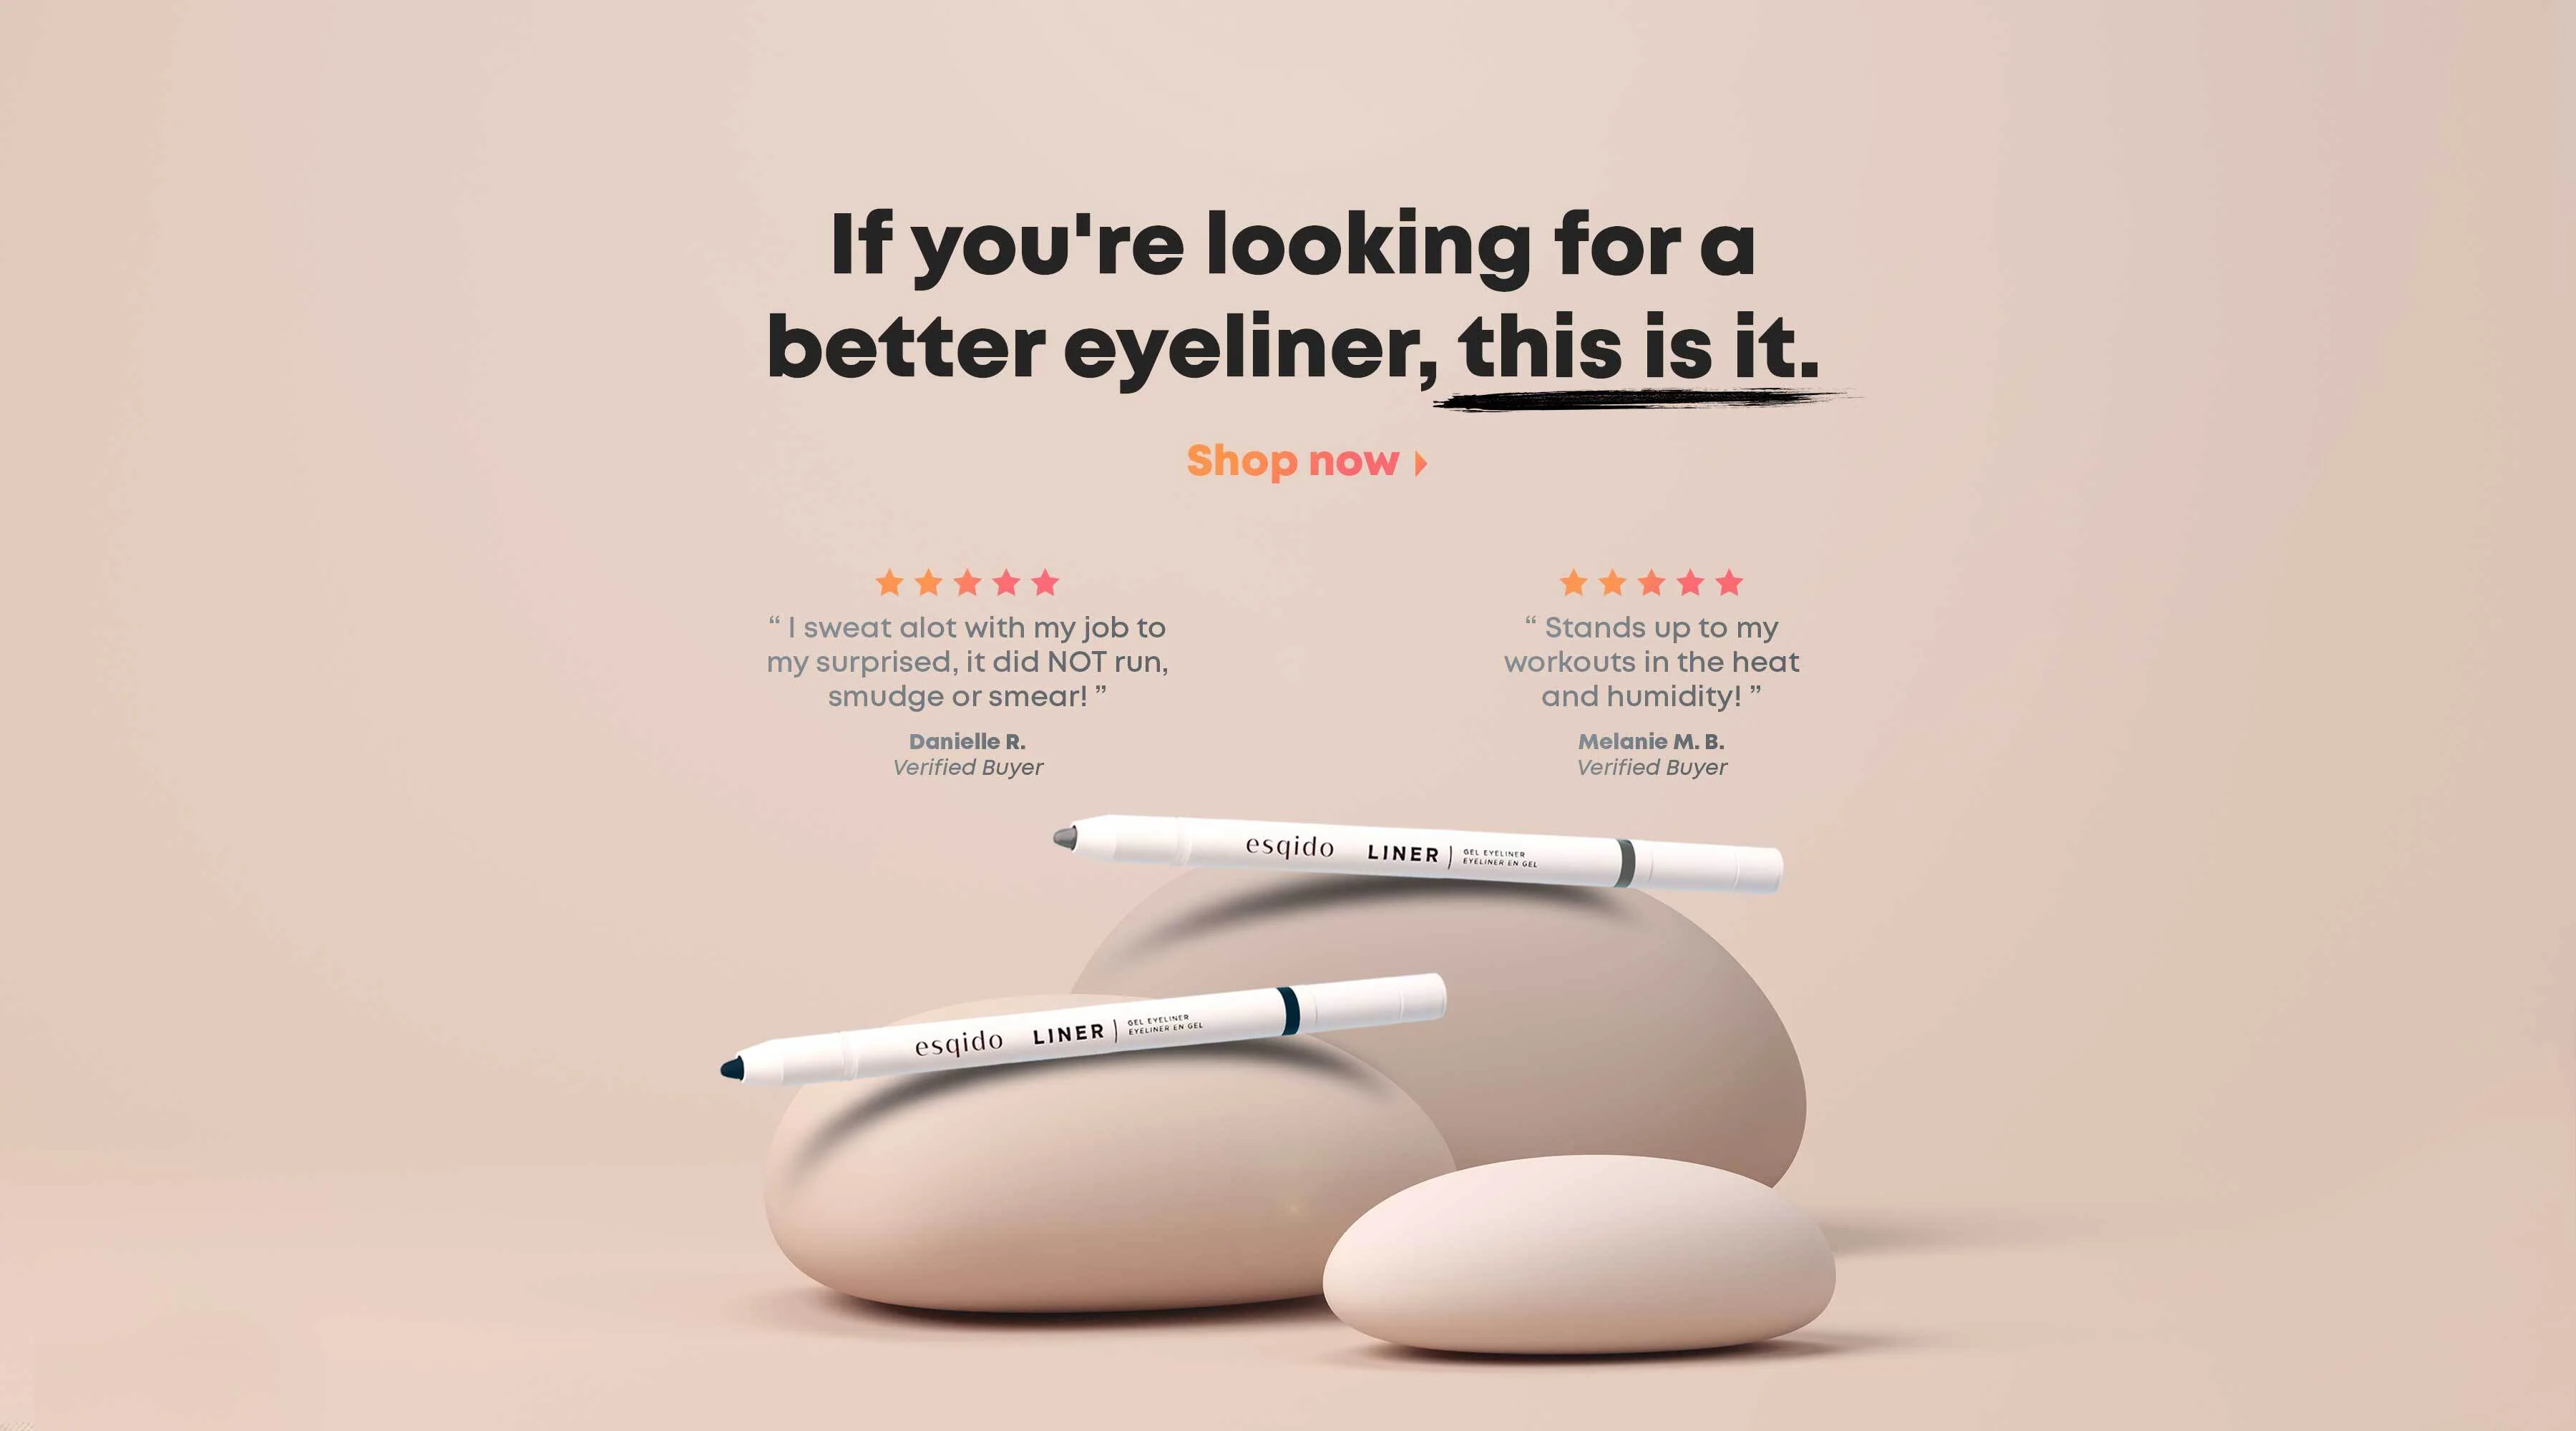 If you're looking for a
better eyeliner, this is it.
Shop now
“ I sweat alot with my job to
my surprised, it did NOT run,
smudge or smear! ”
Danielle R.
Verified Buyer
“ Stands up to my
workouts in the heat
and humidity! ”
Melanie M. B.
Verified Buyer
esqido LINER | GEL EYELINER
EYELINER EN GEL
esqido LINER | GEL EYELINER
EYELINER EN GEL